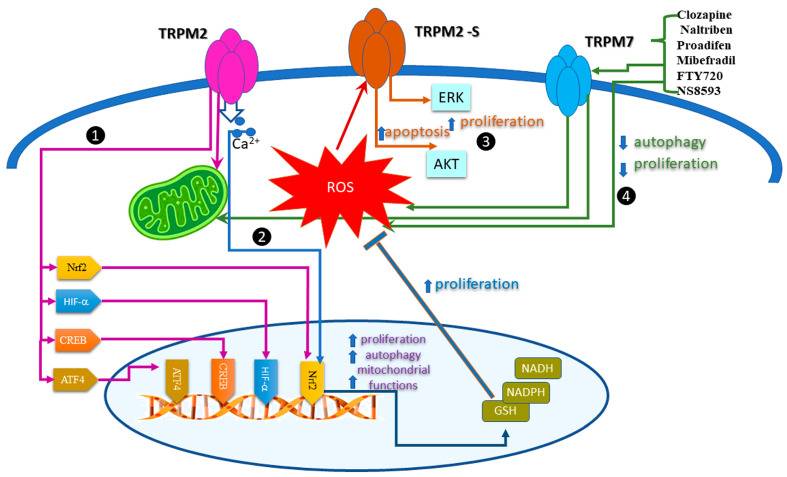 TRPM2
TRPM2 -S
TRPM7
Clozapine
Naltriben
Proadifen
Mibefradil
FTY720
NS8593
ERK
proliferation
apoptosis
AKT
3
1
Ca2+
autophagy
proliferation
4
ROS
2
Nrf2
HIF-α
CREB
ATF4
proliferation
proliferation
autophagy
mitochondrial
functions
ATF4
CREB
HIF-α
Nrf2
NADH
NADPH
GSH